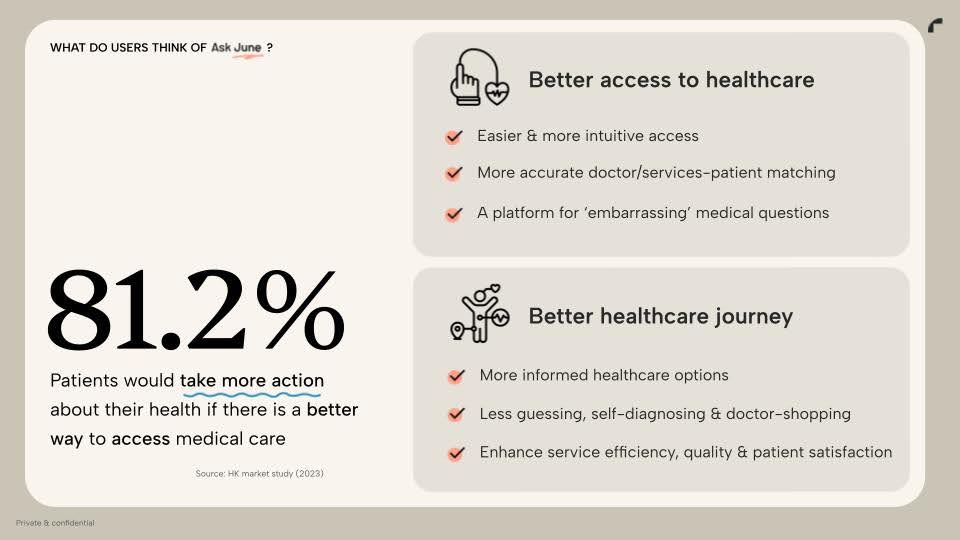 WHAT DO USERS THINK OF Ask June ?
81.2%
Patients would take more action
about their health if there is a better
way to access medical care
Source: HK market study (2023)
Better access to healthcare
Easier & more intuitive access
More accurate doctor/services-patient matching
A platform for ‘embarrassing’ medical questions
Better healthcare journey
More informed healthcare options
Less guessing, self-diagnosing & doctor-shopping
Enhance service efficiency, quality & patient satisfaction
Private & confidential